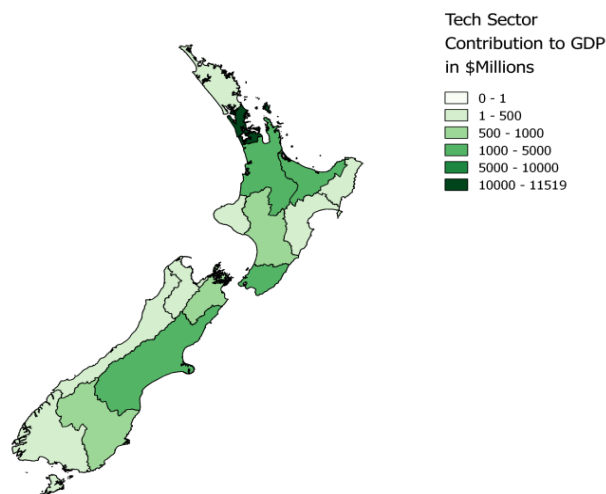 Tech Sector
Contribution to GDP
in $Millions
0 - 1
1 - 500
500 - 1000
1000 - 5000
5000 - 10000
10000 - 11519